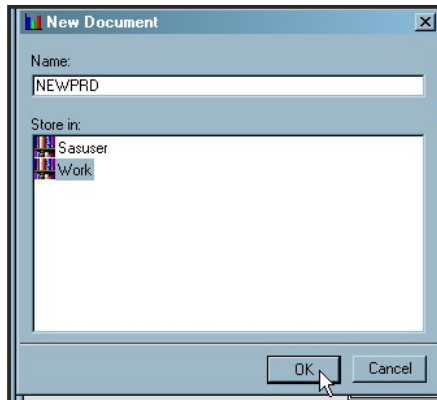 New Document
Name:
NEWPRD
Store in:
Sasuser
Work
OK
Cancel